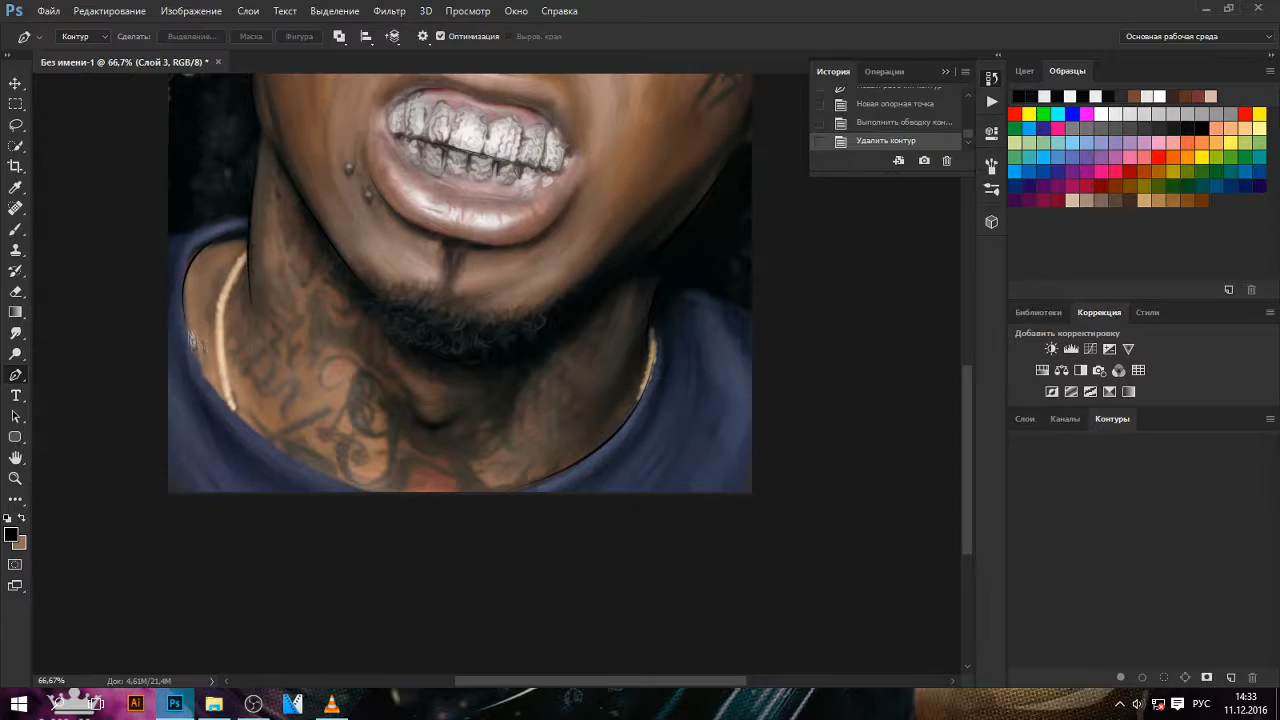 Ps Файл Редактирование Изображение Слои Текст Выделение Фильтр 3D Просмотр Окно Справка
Контур Сделать: Выделение... Маска Фигура Оптимизация Выров. края Основная рабочая среда
Без имени-1 @ 66,7% (Слой 3, RGB/8) * ×
История Операции
Новая опорная точка
Выполнить обводку кон...
Удалить контур
Цвет Образцы
Библиотеки Коррекция Стили
Добавить корректировку
Слои Каналы Контуры
66,67% Док: 4,61M/21,4M
Ai Ps РУС 14:33
11.12.2016